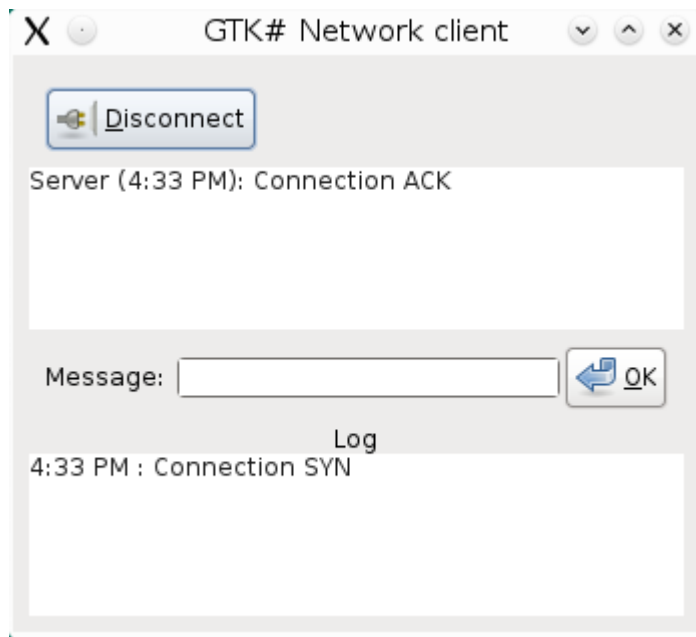 GTK# Network client
Disconnect
Server (4:33 PM): Connection ACK
Message:
OK
Log
4:33 PM : Connection SYN